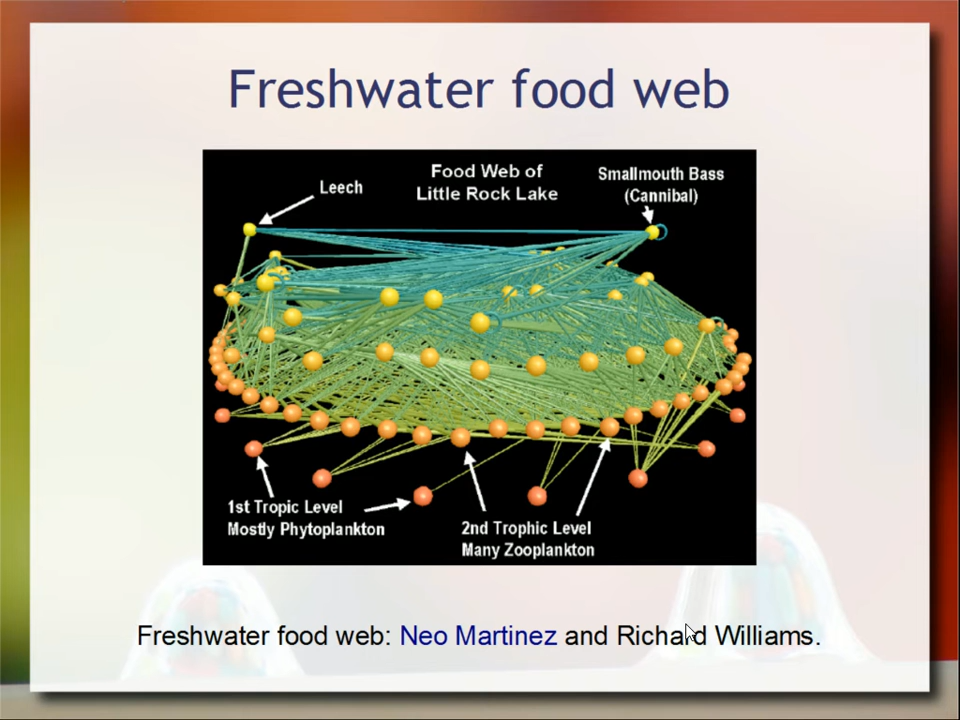 Freshwater food web
Food Web of
Little Rock Lake
Leech
Smallmouth Bass
(Cannibal)
1st Tropic Level
Mostly Phytoplankton
2nd Trophic Level
Many Zooplankton
Freshwater food web: Neo Martinez and Richard Williams.